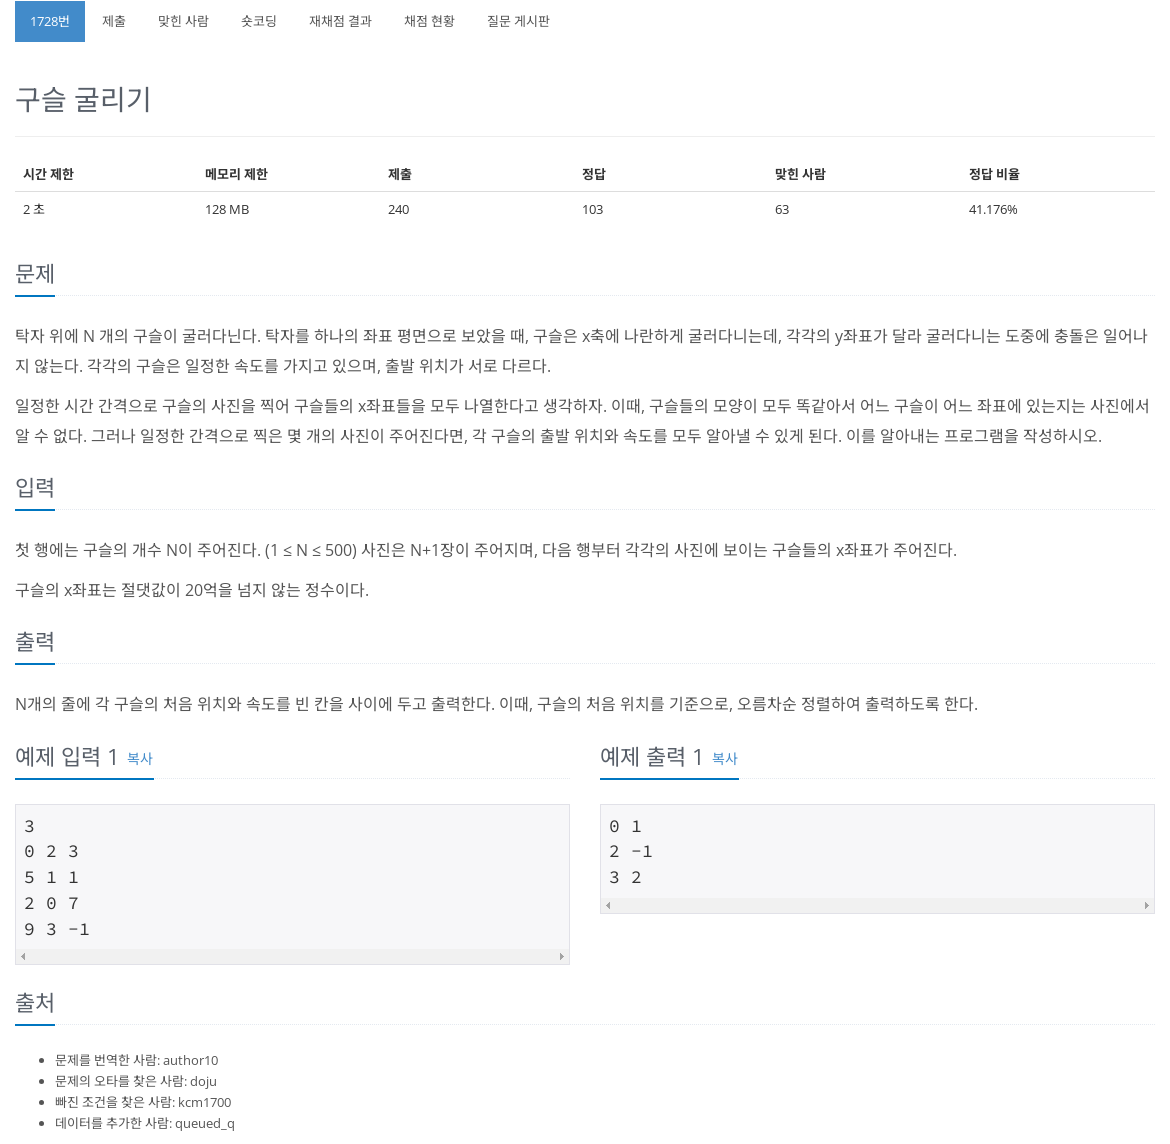 1728번 제출 맞힌 사람 숏코딩 재채점 결과 채점 현황 질문 게시판
구슬 굴리기
시간 제한 메모리 제한 제출 정답 맞힌 사람 정답 비율
2 초 128 MB 240 103 63 41.176%
문제
탁자 위에 N 개의 구슬이 굴러다닌다. 탁자를 하나의 좌표 평면으로 보았을 때, 구슬은 x축에 나란하게 굴러다니는데, 각각의 y좌표가 달라 굴러다니는 도중에 충돌은 일어나
지 않는다. 각각의 구슬은 일정한 속도를 가지고 있으며, 출발 위치가 서로 다르다.
일정한 시간 간격으로 구슬의 사진을 찍어 구슬들의 x좌표들을 모두 나열한다고 생각하자. 이때, 구슬들의 모양이 모두 똑같아서 어느 구슬이 어느 좌표에 있는지는 사진에서
알 수 없다. 그러나 일정한 간격으로 찍은 몇 개의 사진이 주어진다면, 각 구슬의 출발 위치와 속도를 모두 알아낼 수 있게 된다. 이를 알아내는 프로그램을 작성하시오.
입력
첫 행에는 구슬의 개수 N이 주어진다. (1 ≤ N ≤ 500) 사진은 N+1장이 주어지며, 다음 행부터 각각의 사진에 보이는 구슬들의 x좌표가 주어진다.
구슬의 x좌표는 절댓값이 20억을 넘지 않는 정수이다.
출력
N개의 줄에 각 구슬의 처음 위치와 속도를 빈 칸을 사이에 두고 출력한다. 이때, 구슬의 처음 위치를 기준으로, 오름차순 정렬하여 출력하도록 한다.
예제 입력 1 복사
3
0 2 3
5 1 1
2 0 7
9 3 -1
예제 출력 1 복사
0 1
2 -1
3 2
출처
문제를 번역한 사람: author10
문제의 오타를 찾은 사람: doju
빠진 조건을 찾은 사람: kcm1700
데이터를 추가한 사람: queued_q